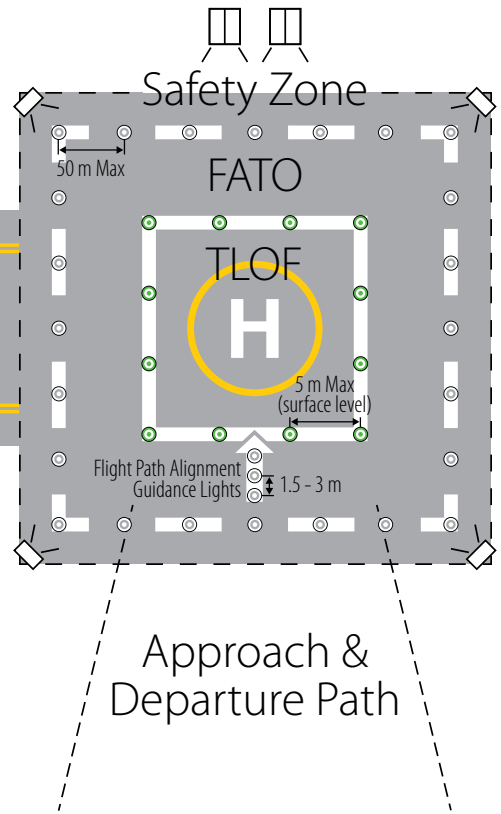 Safety Zone
50 m Max
FATO
TLOF
H
5 m Max
(surface level)
Flight Path Alignment
Guidance Lights
1.5 - 3 m
Approach &
Departure Path